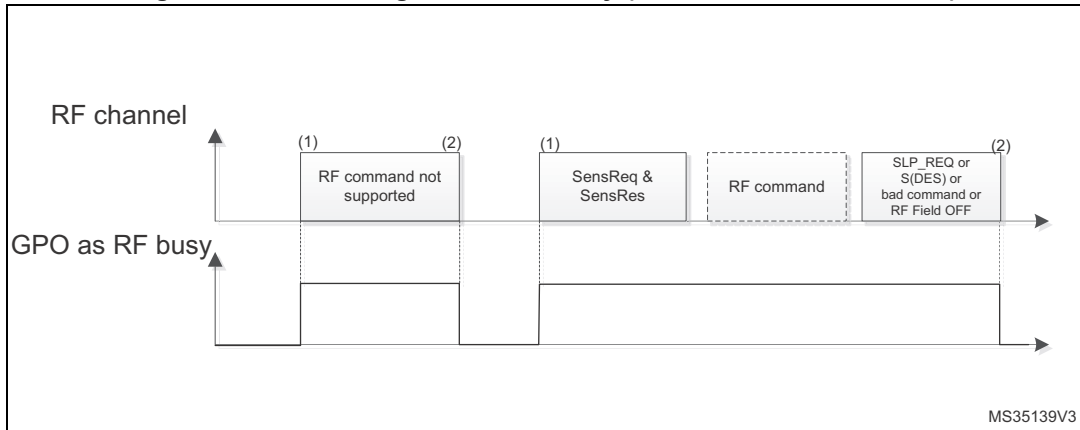 RF channel
(1)
(2)
(1)
(2)
RF command not
supported
SensReq &
SensRes
RF command
SLP_REQ or
S(DES) or
bad command or
RF Field OFF
GPO as RF busy
MS35139V3